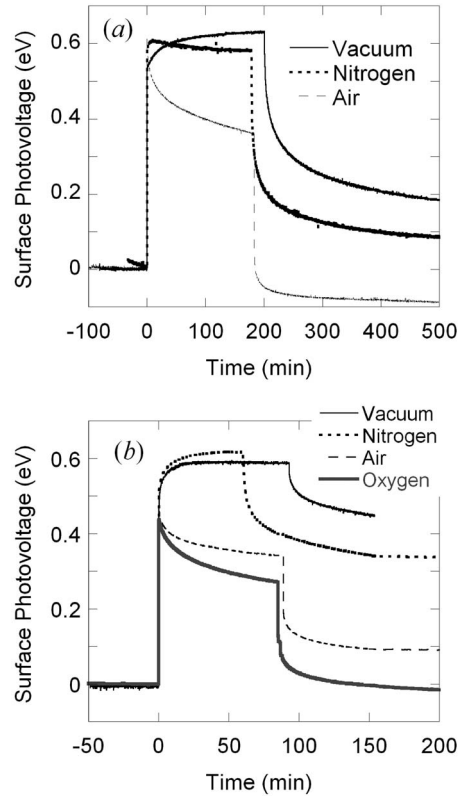 (a)
Vacuum
Nitrogen
Air
Surface Photovoltage (eV)
0.6
0.4
0.2
0
-100 0 100 200 300 400 500
Time (min)
Vacuum
Nitrogen
Air
Oxygen
(b)
Surface Photovoltage (eV)
0.6
0.4
0.2
0
-50 0 50 100 150 200
Time (min)